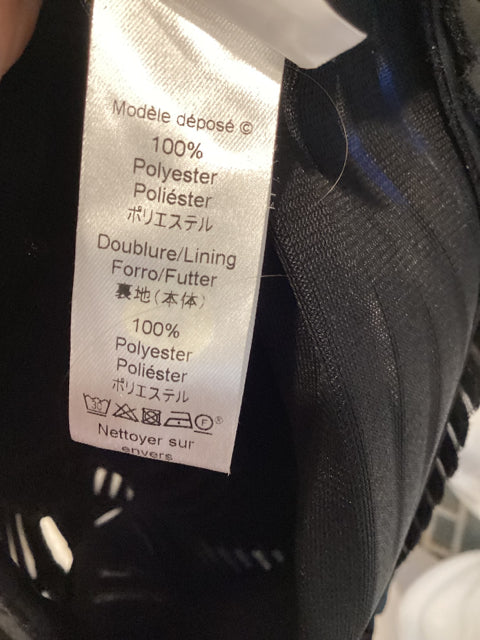 Modèle déposé ©
100%
Polyester
Poliéster
ポリエステル
Doublure/Lining
Forro/Futter
裏地(本体)
100%
Polyester
Poliéster
ポリエステル
30 F ®
Nettoyer sur
envers